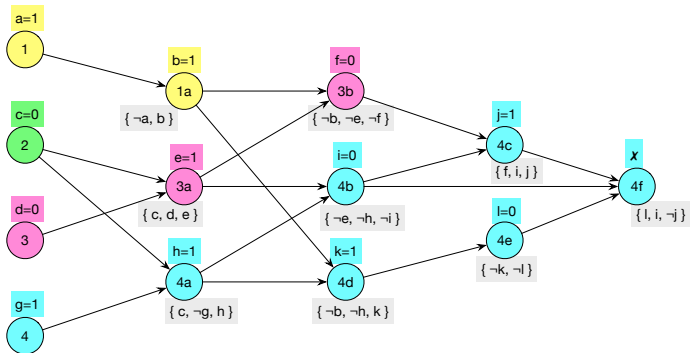 a=1
1
b=1
1a
{ ¬a, b }
f=0
3b
{ ¬b, ¬e, ¬f }
c=0
2
e=1
3a
{ c, d, e }
j=1
4c
{ f, i, j }
i=0
4b
{ ¬e, ¬h, ¬i }
✗
4f
{ l, i, ¬j }
d=0
3
h=1
4a
{ c, ¬g, h }
k=1
4d
{ ¬b, ¬h, k }
l=0
4e
{ ¬k, ¬l }
g=1
4